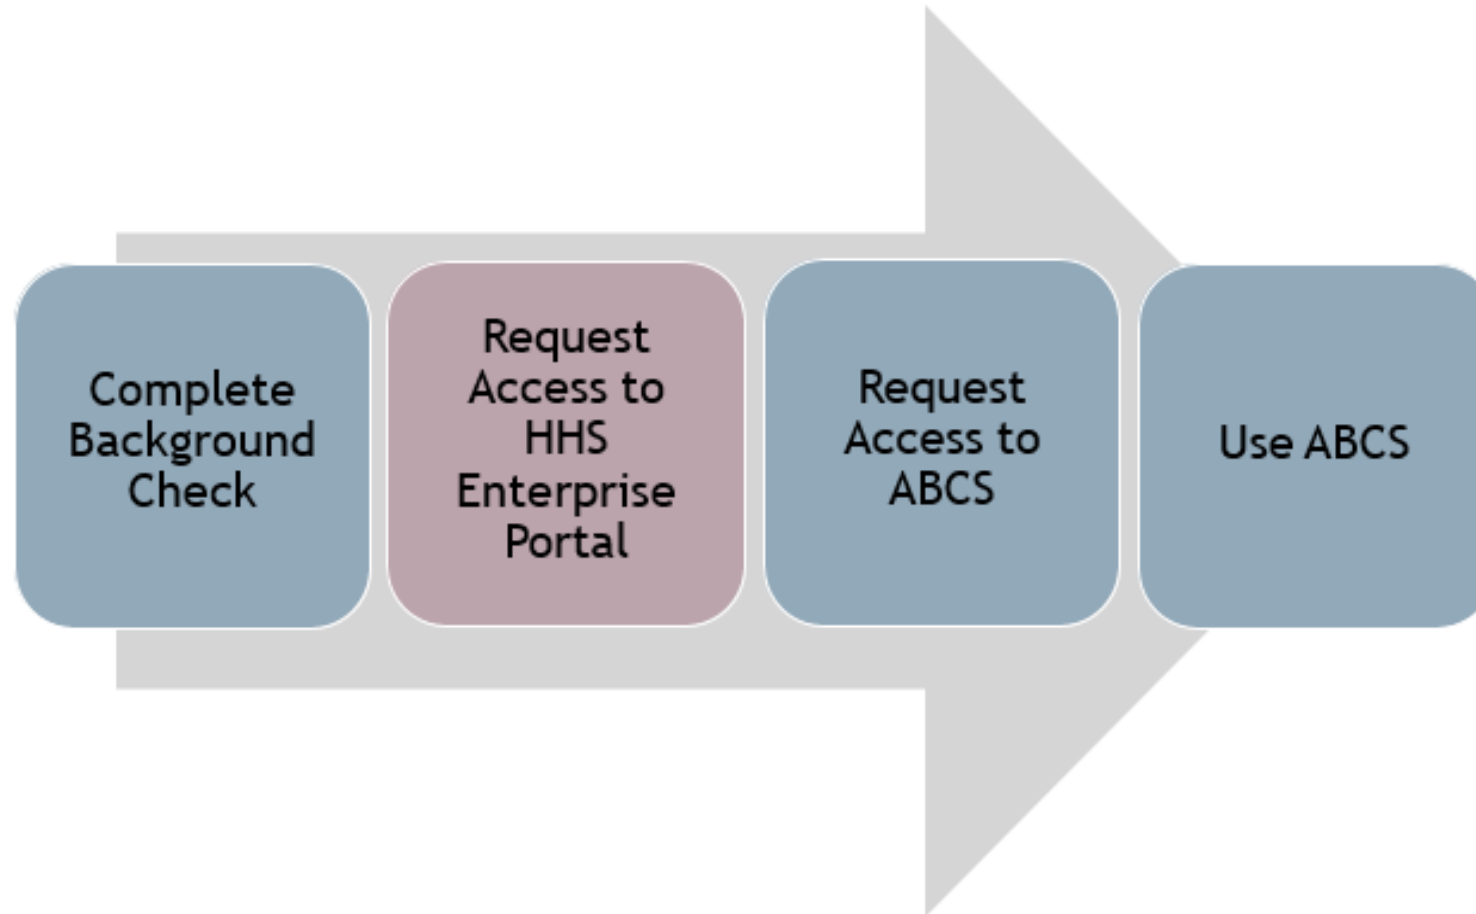 Complete
Background
Check
Request
Access to
HHS
Enterprise
Portal
Request
Access to
ABCS
Use ABCS